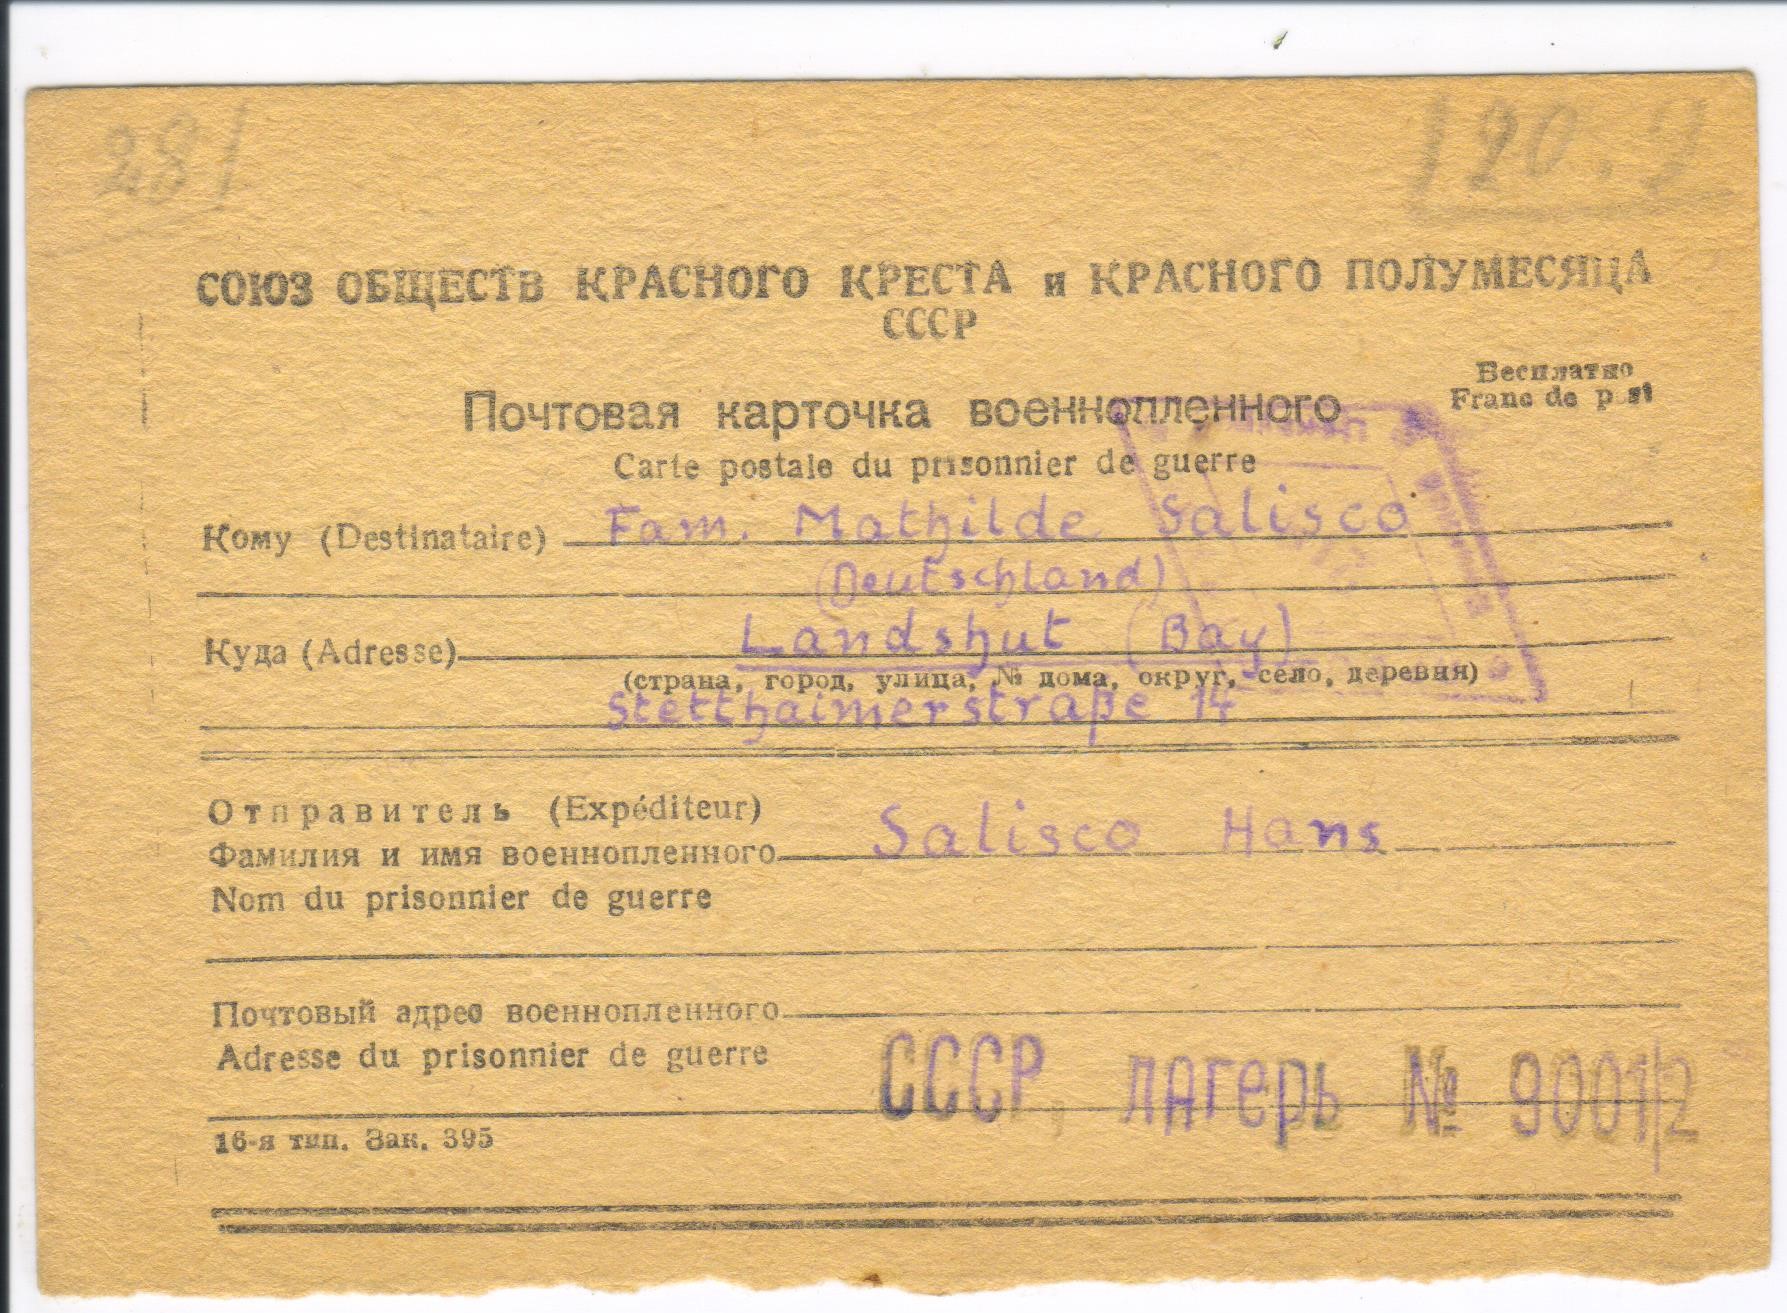 281
СОЮЗ ОБЩЕСТВ КРАСНОГО КРЕСТА и КРАСНОГО ПОЛУМЕСЯЦА
СССР
Бесплатно
Franc de port
Почтовая карточка военнопленного
Carte postale du prisonnier de guerre
Кому (Destinataire) Fam. Mathilde Salisco
(Deutschland)
Куда (Adresse) Landshut (Bay)
(страна, город, улица, № дома, округ, село, деревня)
Stetthaimerstraße 14
Отправитель (Expéditeur)
Фамилия и имя военнопленного Salisco Hans
Nom du prisonnier de guerre
Почтовый адрес военнопленного
Adresse du prisonnier de guerre
СССР, лагерь № 9001/2
16-я тип. Зак. 395